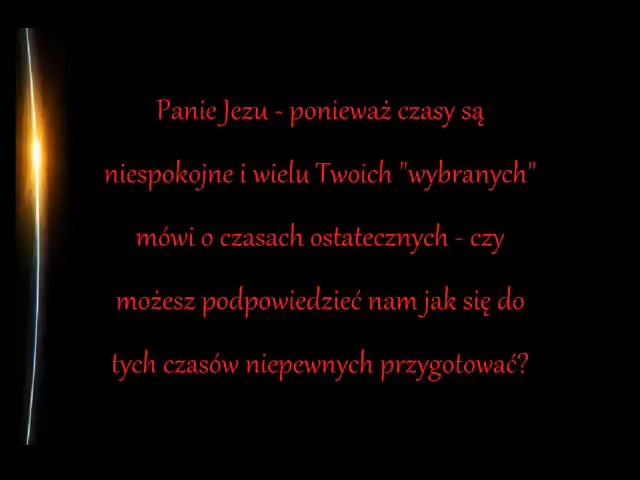 Panie Jezu - ponieważ czasy są
niespokojne i wielu Twoich "wybranych"
mówi o czasach ostatecznych - czy
możesz podpowiedzieć nam jak się do
tych czasów niepewnych przygotować?